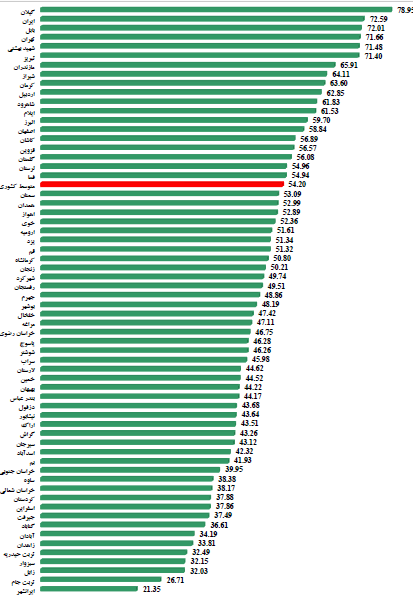 گیلان 78.95
ایران 72.59
بابل 72.01
تهران 71.66
شهید بهشتی 71.48
تبریز 71.40
مازندران 65.91
شیراز 64.11
کرمان 63.60
اردبیل 62.85
شاهرود 61.83
ایلام 61.53
البرز 59.70
اصفهان 58.84
کاشان 56.89
قزوین 56.57
گلستان 56.08
لرستان 54.96
فسا 54.94
متوسط کشوری 54.20
سمنان 53.09
همدان 52.99
اهواز 52.89
خوی 52.36
ارومیه 51.61
یزد 51.34
قم 51.32
کرمانشاه 50.80
زنجان 50.21
شهرکرد 49.74
رفسنجان 49.51
جهرم 48.86
بوشهر 48.19
خلخال 47.42
مراغه 47.11
خراسان رضوی 46.75
یاسوج 46.28
شوشتر 46.26
سراب 45.98
لارستان 44.62
خمین 44.52
بهبهان 44.22
بندر عباس 44.17
دزفول 43.68
نیشابور 43.64
اراک 43.51
گراش 43.26
سیرجان 43.12
اسدآباد 42.32
بم 41.93
خراسان جنوبی 39.95
ساوه 38.38
خراسان شمالی 38.17
کردستان 37.88
اسفراین 37.86
جیرفت 37.49
گناباد 36.61
آبادان 34.19
زاهدان 33.81
تربت حیدریه 32.49
سبزوار 32.15
زابل 32.03
تربت جام 26.71
ایرانشهر 21.35